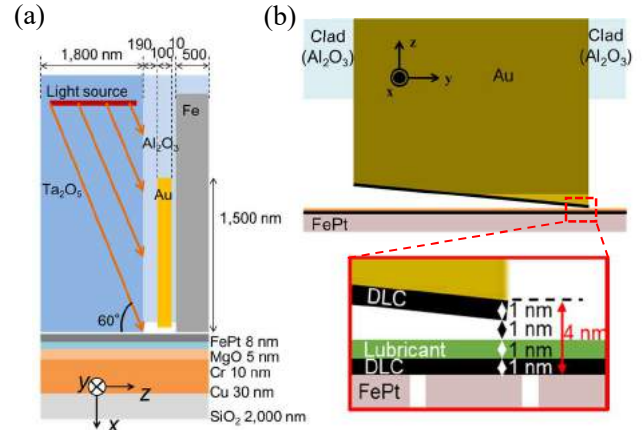 (a)
1,800 nm
190
100
10
500
Light source
Fe
Al2O3
Ta2O5
Au
1,500 nm
60°
FePt 8 nm
MgO 5 nm
Cr 10 nm
Cu 30 nm
SiO2 2,000 nm
y
z
x
(b)
Clad
(Al2O3)
z
y
x
Au
Clad
(Al2O3)
FePt
DLC
1 nm
1 nm
4 nm
Lubricant
1 nm
DLC
1 nm
FePt